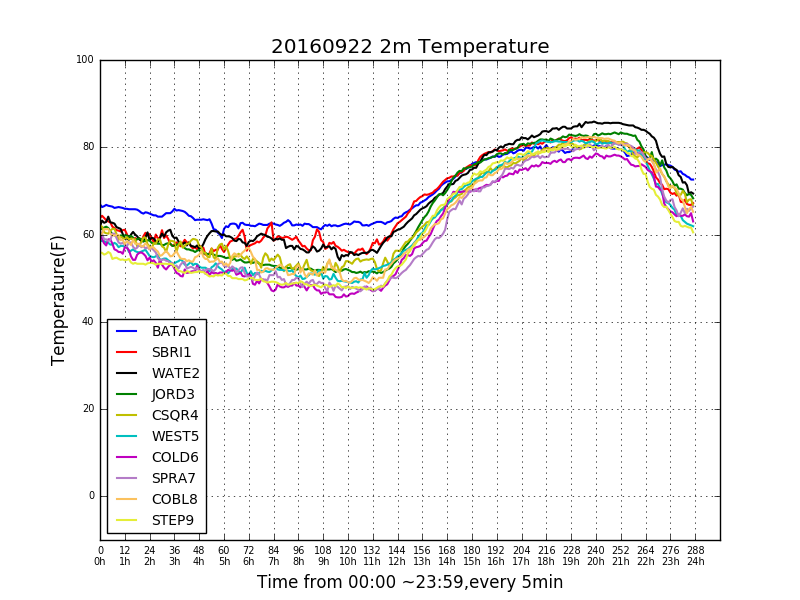 20160922 2m Temperature
100
80
60
40
20
0
Temperature(F)
BATA0
SBRI1
WATE2
JORD3
CSQR4
WEST5
COLD6
SPRA7
COBL8
STEP9
0 12 24 36 48 60 72 84 96 108 120 132 144 156 168 180 192 204 216 228 240 252 264 276 288
0h 1h 2h 3h 4h 5h 6h 7h 8h 9h 10h 11h 12h 13h 14h 15h 16h 17h 18h 19h 20h 21h 22h 23h 24h
Time from 00:00 ~23:59,every 5min